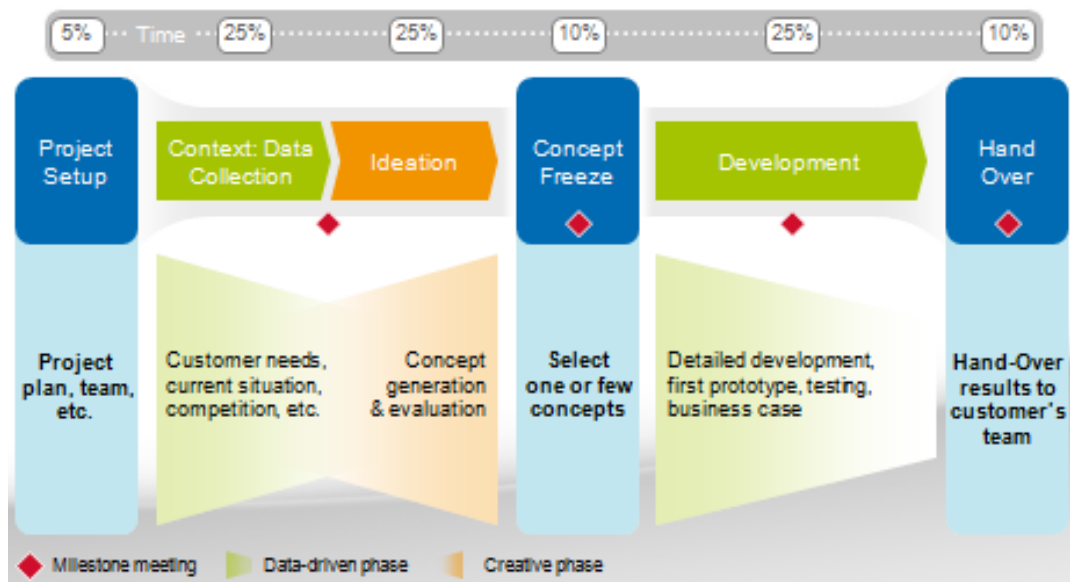 5% Time 25% 25% 10% 25% 10%
Project
Setup
Context: Data
Collection
Ideation
Concept
Freeze
Development
Hand
Over
Project
plan, team,
etc.
Customer needs,
current situation,
competition, etc.
Concept
generation
& evaluation
Select
one or few
concepts
Detailed development,
first prototype, testing,
business case
Hand-Over
results to
customer's
team
Milestone meeting
Data-driven phase
Creative phase